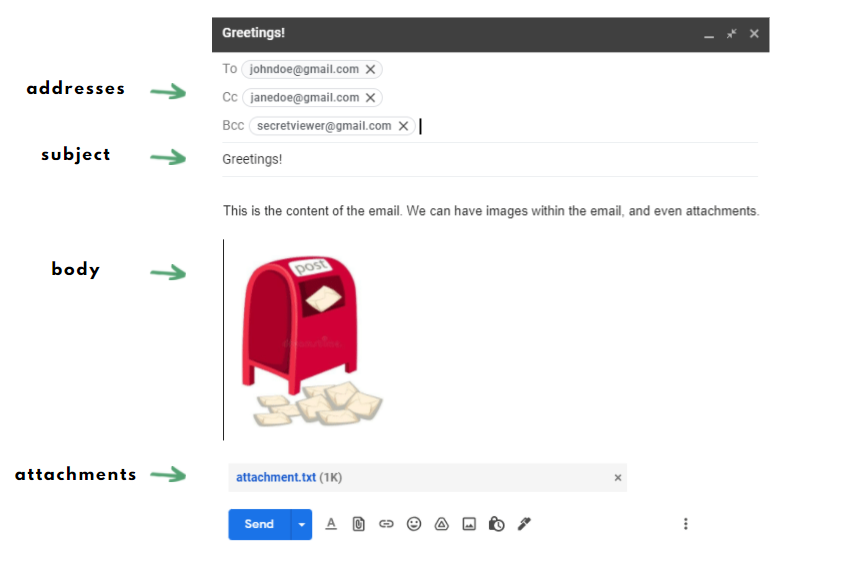 Greetings!
To johndoe@gmail.com
addresses
Cc janedoe@gmail.com
Bcc secretviewer@gmail.com
subject
Greetings!
This is the content of the email. We can have images within the email, and even attachments.
body
post
attachments
attachment.txt (1K)
Send
A